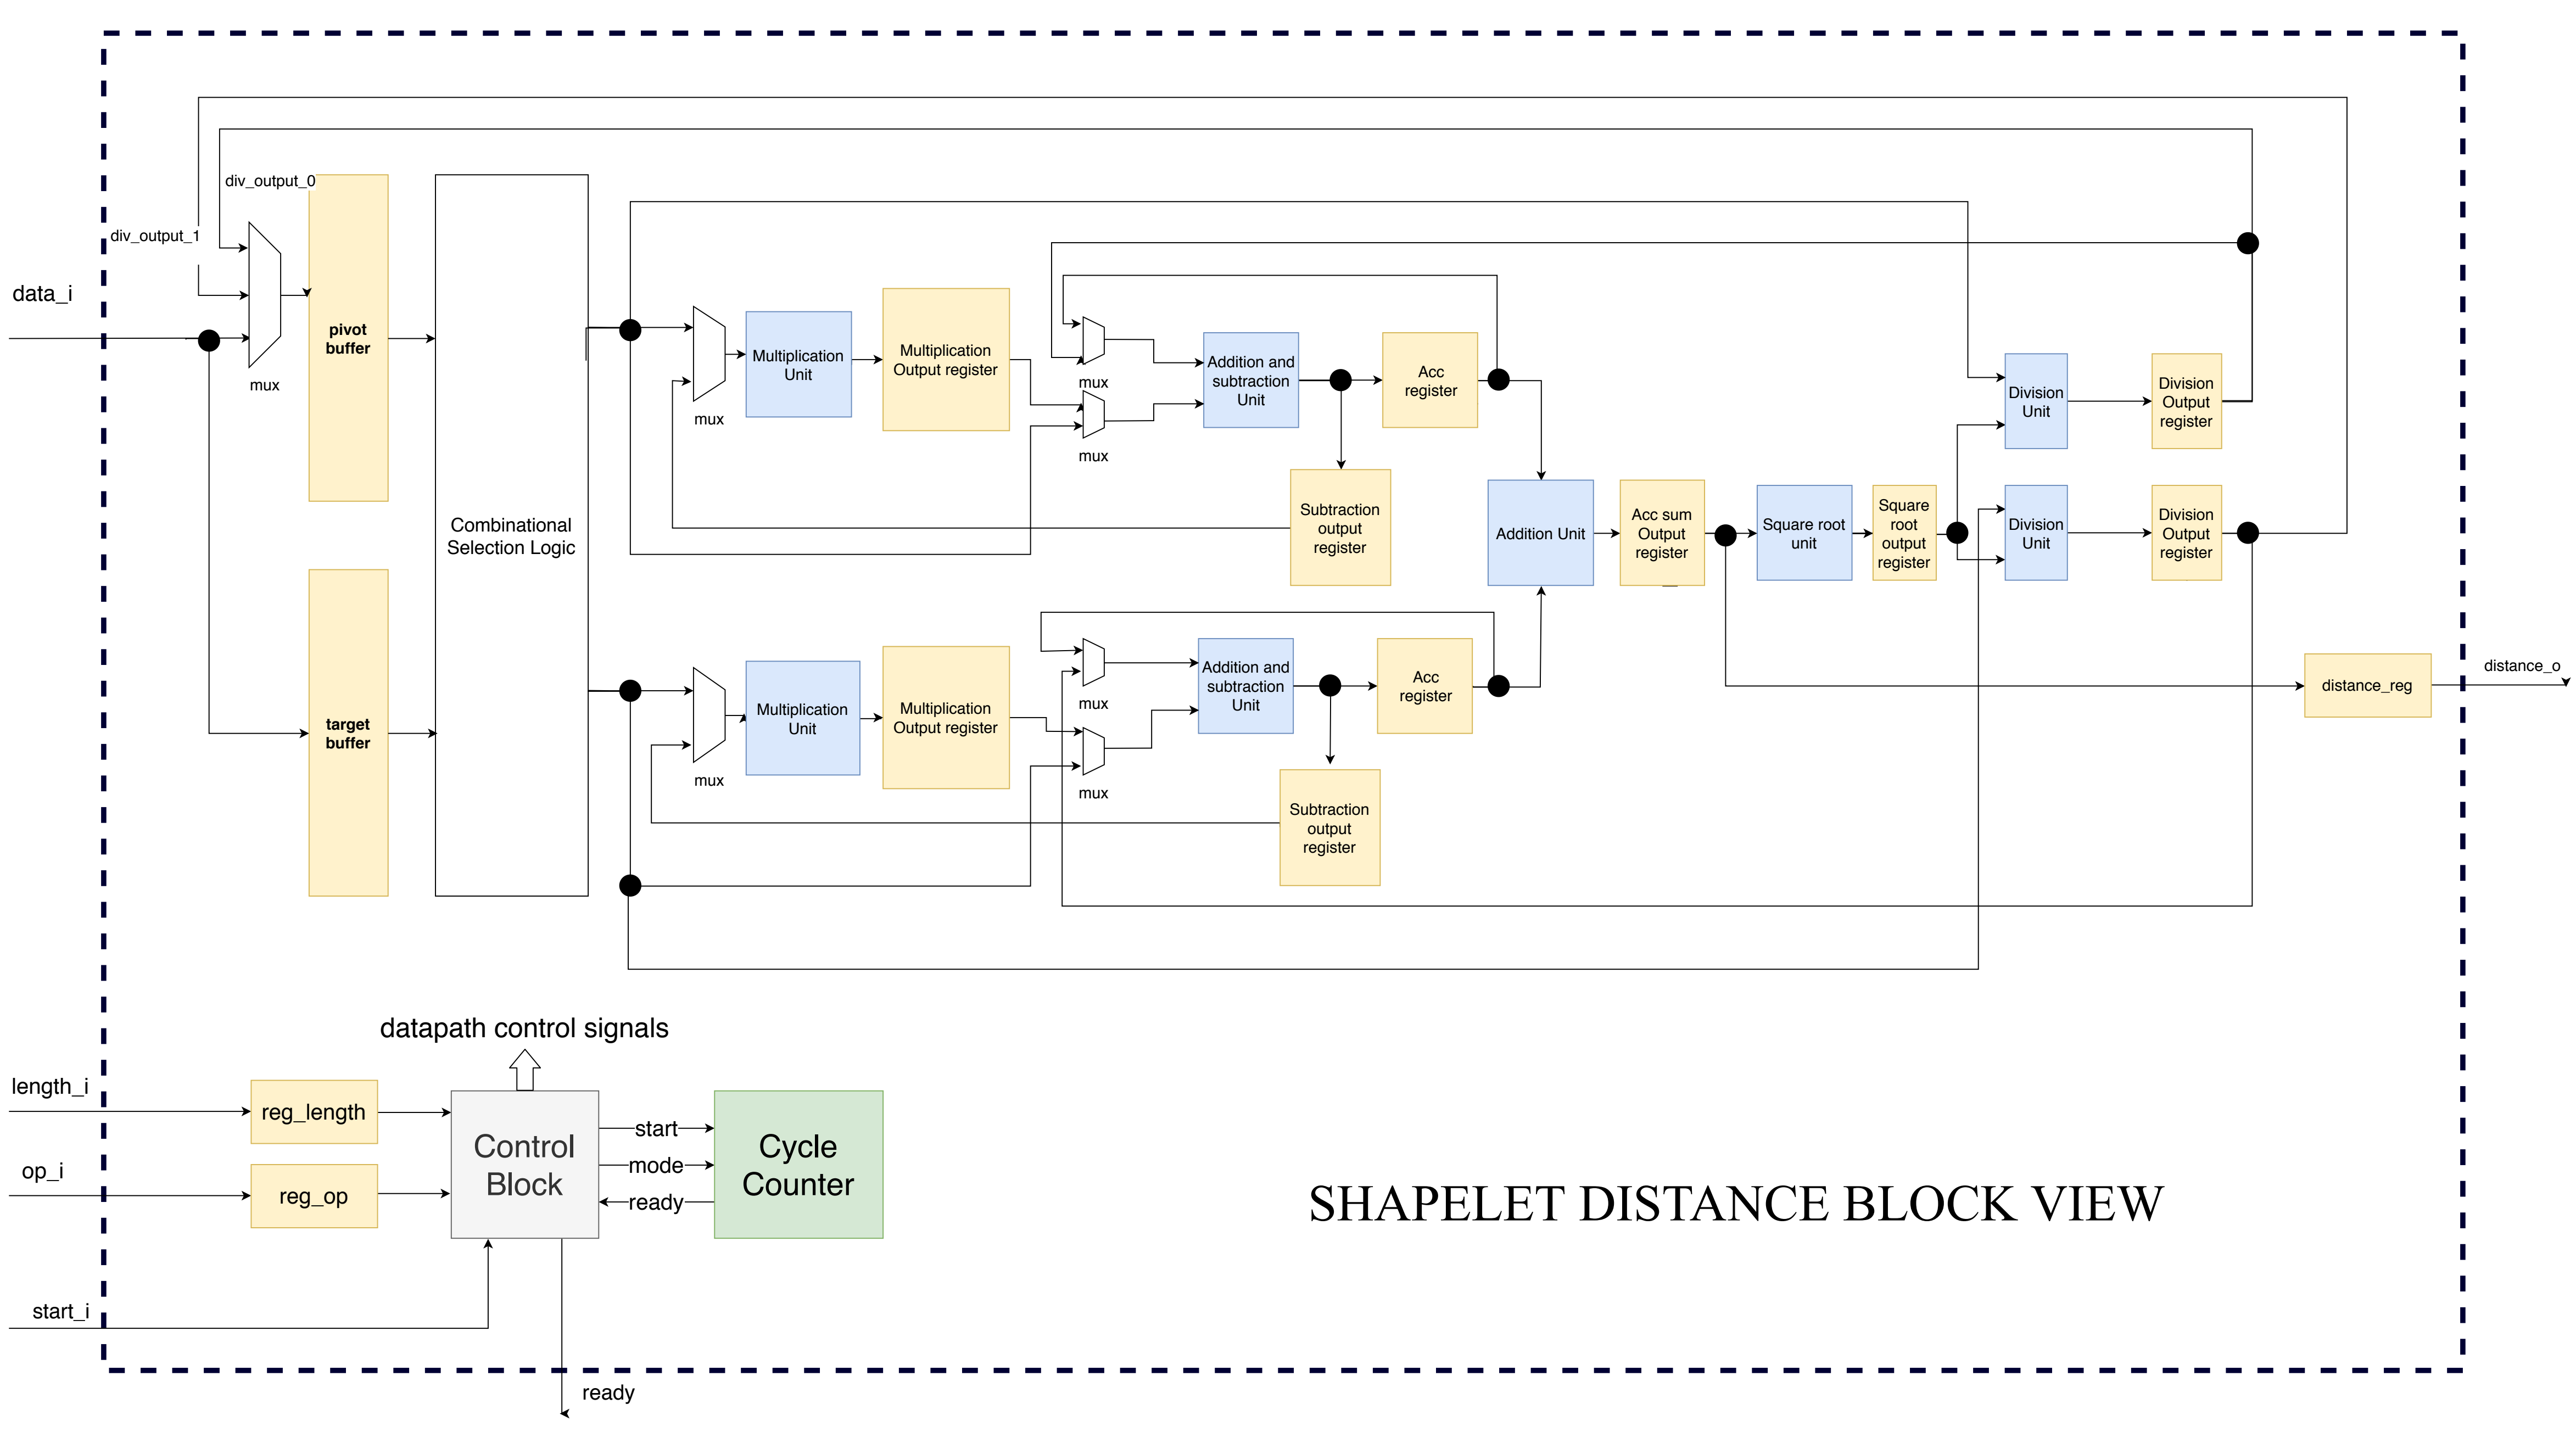 div_output_0
div_output_1
data_i
mux
pivot
buffer
target
buffer
Combinational
Selection Logic
mux
Multiplication
Unit
Multiplication
Output register
mux
mux
Addition and
subtraction
Unit
Acc
register
Subtraction
output
register
Addition Unit
Acc sum
Output
register
Square root
unit
Square
root
output
register
Division
Unit
Division
Output
register
Division
Unit
Division
Output
register
mux
Multiplication
Unit
Multiplication
Output register
mux
mux
Addition and
subtraction
Unit
Acc
register
Subtraction
output
register
distance_reg
distance_o
datapath control signals
length_i
reg_length
op_i
reg_op
start_i
Control
Block
start
mode
ready
Cycle
Counter
ready
SHAPELET DISTANCE BLOCK VIEW